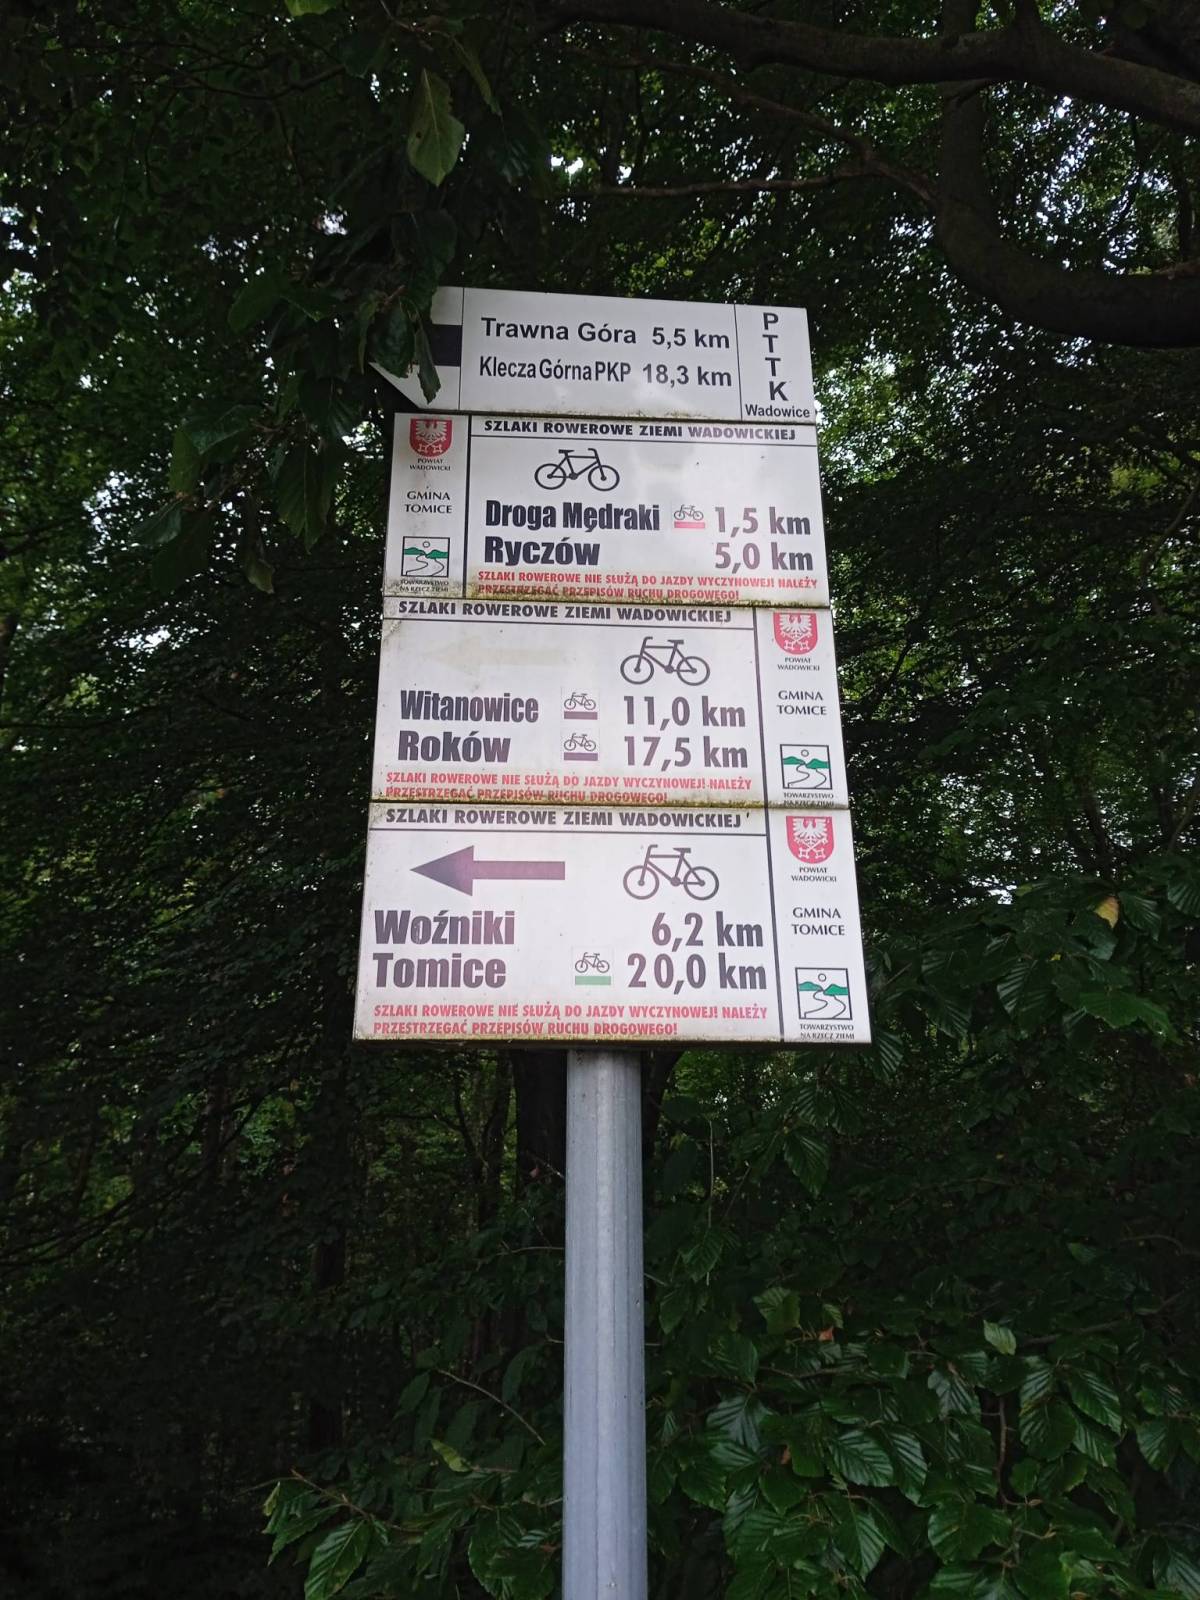 Trawna Góra 5,5 km
Klecza Górna PKP 18,3 km
PTTK
Wadowice
SZLAKI ROWEROWE ZIEMI WADOWICKIEJ
POWIAT
WADOWICKI
GMINA
TOMICE
TOWARZYSTWO
NA RZECZ ZIEMI
Droga Mędraki 1,5 km
Ryczów 5,0 km
SZLAKI ROWEROWE NIE SŁUŻĄ DO JAZDY WYCZYNOWEJ! NALEŻY
PRZESTRZEGAĆ PRZEPISÓW RUCHU DROGOWEGO!
SZLAKI ROWEROWE ZIEMI WADOWICKIEJ
Witanowice 11,0 km
Roków 17,5 km
SZLAKI ROWEROWE NIE SŁUŻĄ DO JAZDY WYCZYNOWEJ! NALEŻY
PRZESTRZEGAĆ PRZEPISÓW RUCHU DROGOWEGO!
POWIAT
WADOWICKI
GMINA
TOMICE
TOWARZYSTWO
NA RZECZ ZIEMI
SZLAKI ROWEROWE ZIEMI WADOWICKIEJ
Woźniki 6,2 km
Tomice 20,0 km
SZLAKI ROWEROWE NIE SŁUŻĄ DO JAZDY WYCZYNOWEJ! NALEŻY
PRZESTRZEGAĆ PRZEPISÓW RUCHU DROGOWEGO!
POWIAT
WADOWICKI
GMINA
TOMICE
TOWARZYSTWO
NA RZECZ ZIEMI